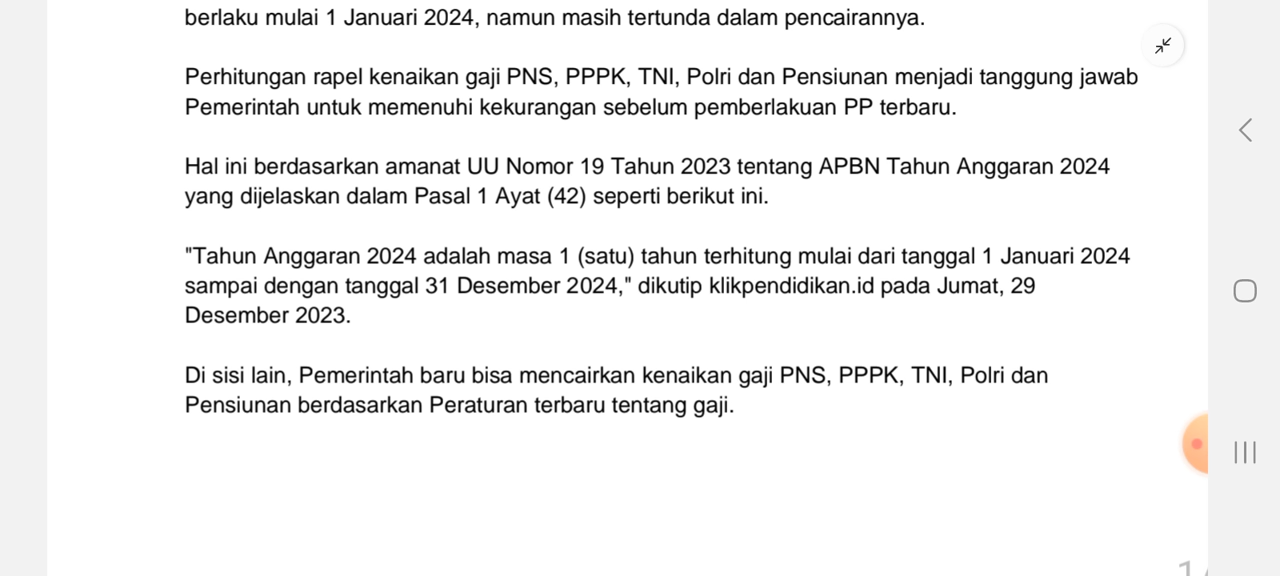 berlaku mulai 1 Januari 2024, namun masih tertunda dalam pencairannya.
Perhitungan rapel kenaikan gaji PNS, PPPK, TNI, Polri dan Pensiunan menjadi tanggung jawab
Pemerintah untuk memenuhi kekurangan sebelum pemberlakuan PP terbaru.
Hal ini berdasarkan amanat UU Nomor 19 Tahun 2023 tentang APBN Tahun Anggaran 2024
yang dijelaskan dalam Pasal 1 Ayat (42) seperti berikut ini.
"Tahun Anggaran 2024 adalah masa 1 (satu) tahun terhitung mulai dari tanggal 1 Januari 2024
sampai dengan tanggal 31 Desember 2024," dikutip klikpendidikan.id pada Jumat, 29
Desember 2023.
Di sisi lain, Pemerintah baru bisa mencairkan kenaikan gaji PNS, PPPK, TNI, Polri dan
Pensiunan berdasarkan Peraturan terbaru tentang gaji.